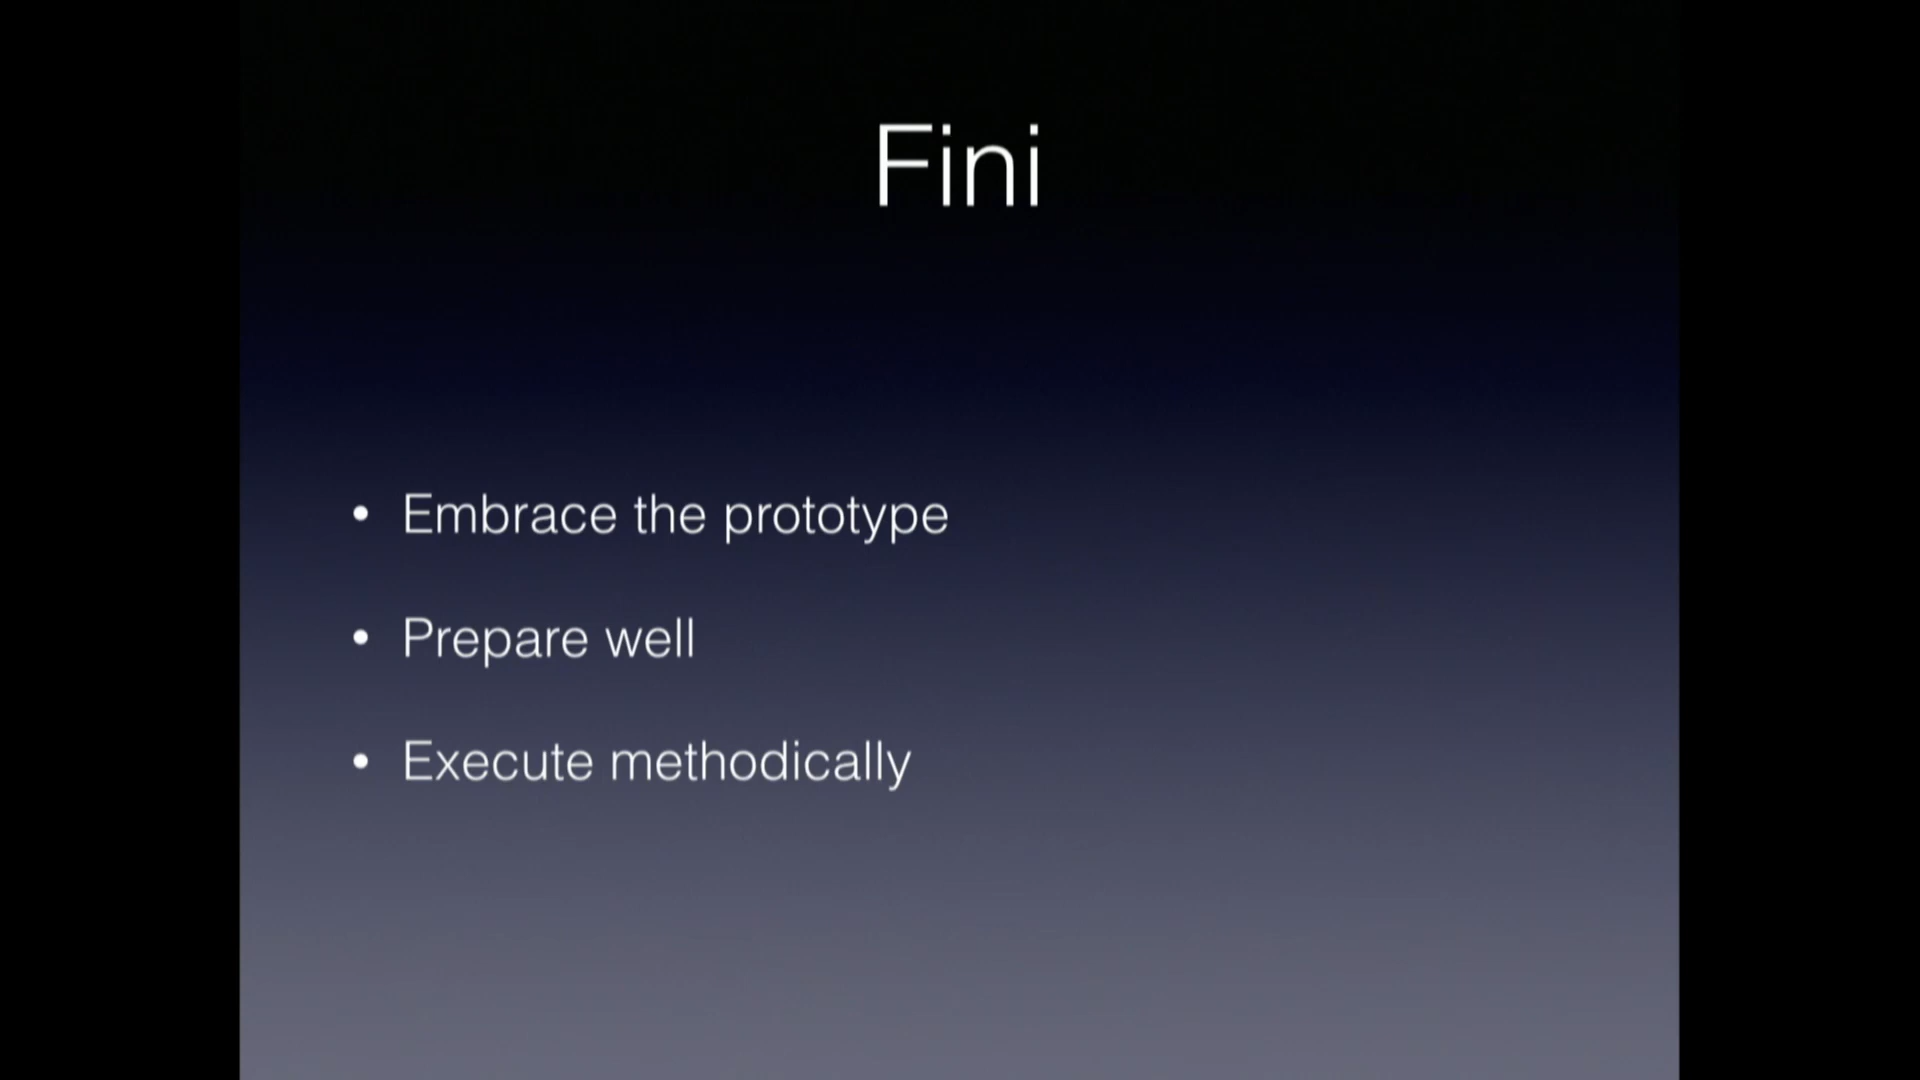 Fini
• Embrace the prototype
• Prepare well
• Execute methodically